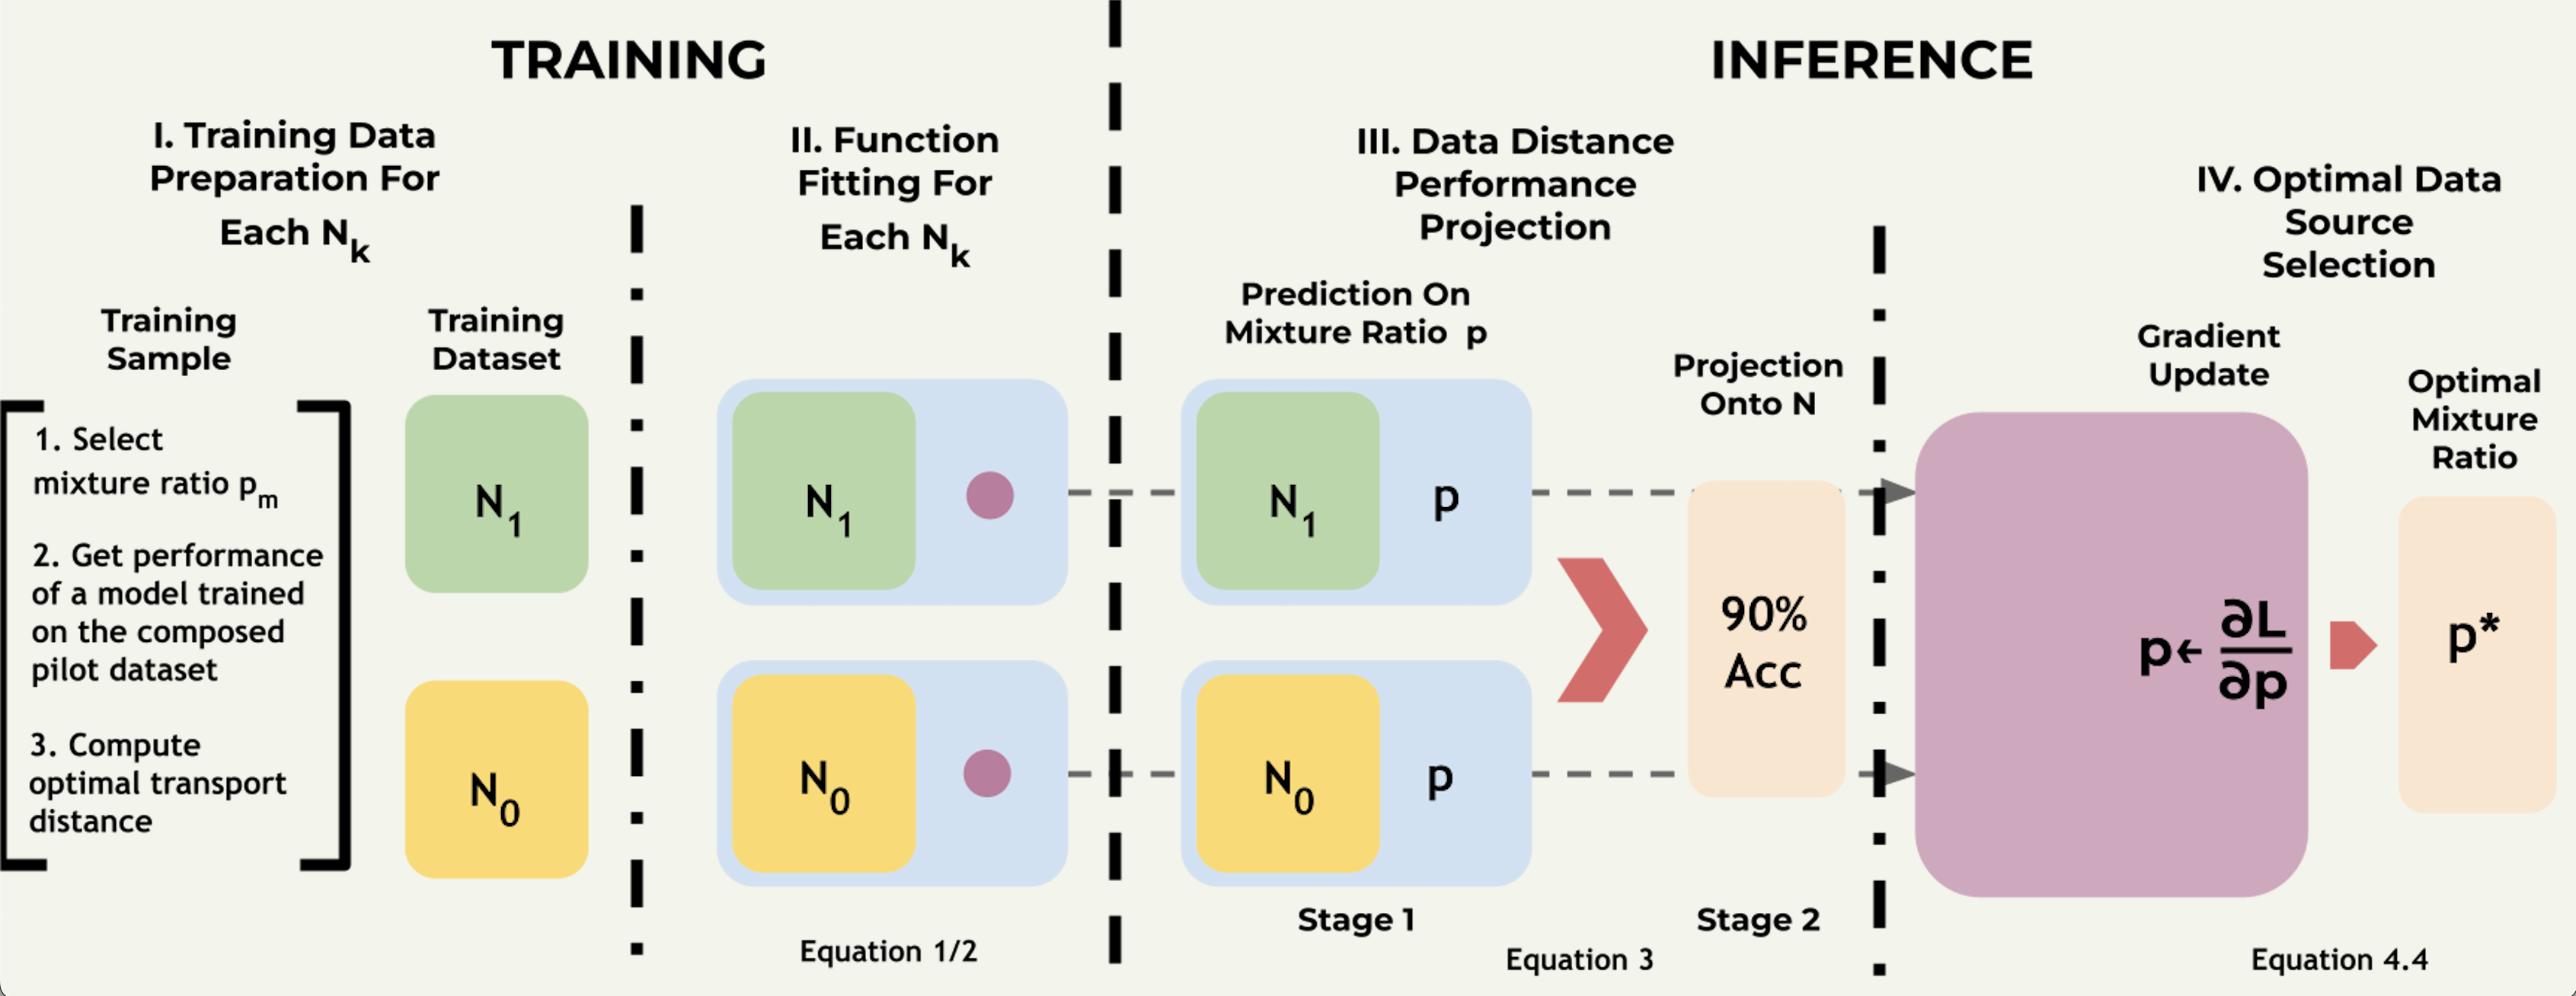 TRAINING
INFERENCE
I. Training Data
Preparation For
Each N_k
II. Function
Fitting For
Each N_k
III. Data Distance
Performance
Projection
IV. Optimal Data
Source
Selection
Training
Sample
Training
Dataset
Prediction On
Mixture Ratio p
Projection
Onto N
Gradient
Update
Optimal
Mixture
Ratio
1. Select
mixture ratio p_m
2. Get performance
of a model trained
on the composed
pilot dataset
3. Compute
optimal transport
distance
N_1
N_0
N_1
N_0
N_1 p
N_0 p
90%
Acc
p← ∂L/∂p
p*
Stage 1
Stage 2
Equation 1/2
Equation 3
Equation 4.4